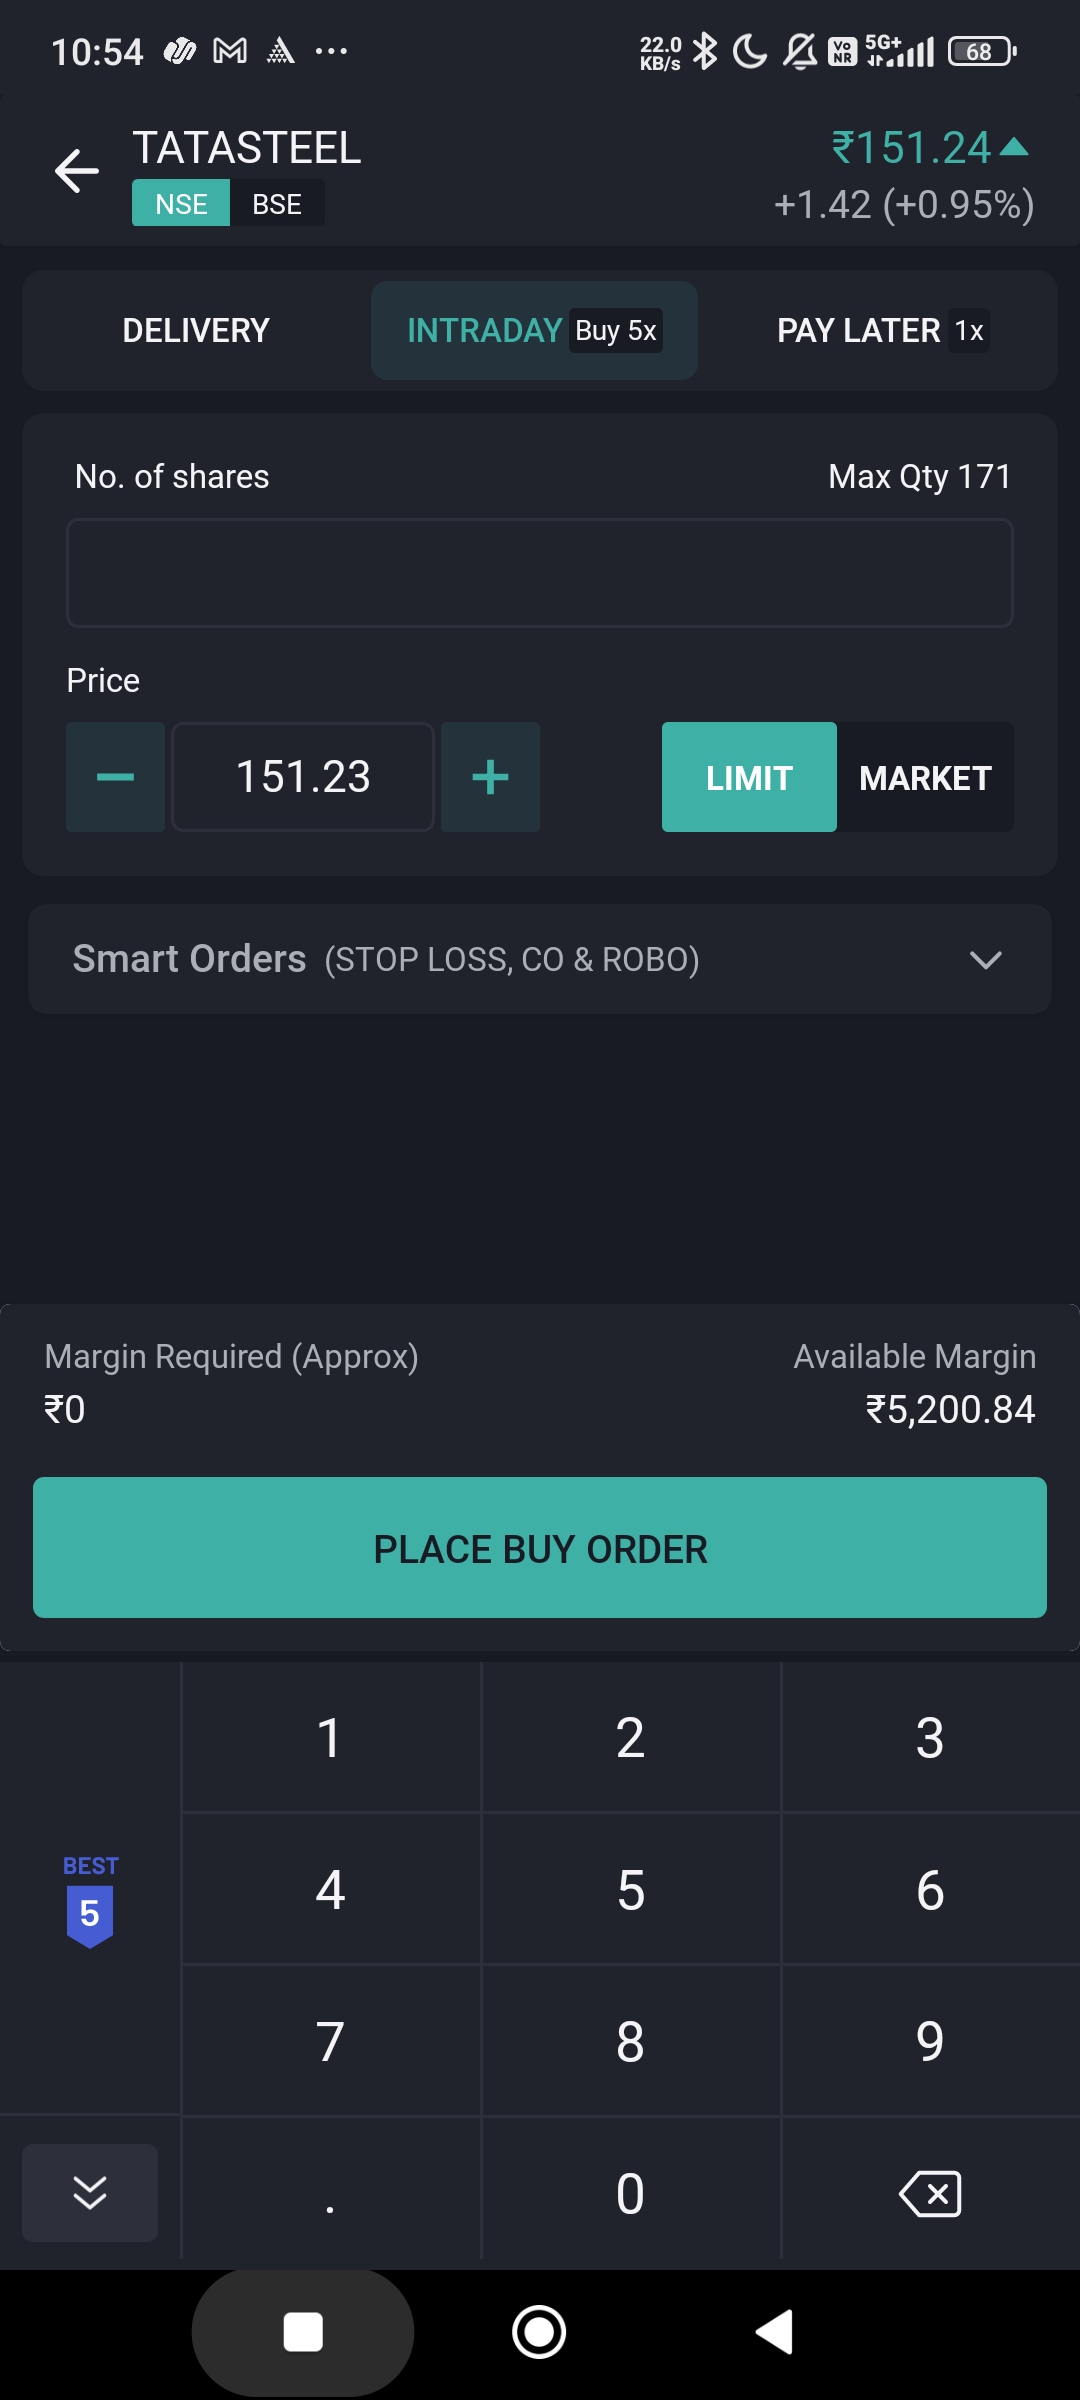 10:54
22.0
KB/s
Vo
NR
5G+
68
TATASTEEL
₹151.24
NSE BSE
+1.42 (+0.95%)
DELIVERY INTRADAY Buy 5x PAY LATER 1x
No. of shares Max Qty 171
Price
151.23 LIMIT MARKET
Smart Orders (STOP LOSS, CO & ROBO)
Margin Required (Approx) Available Margin
₹0 ₹5,200.84
PLACE BUY ORDER
1 2 3
BEST
5
4 5 6
7 8 9
. 0